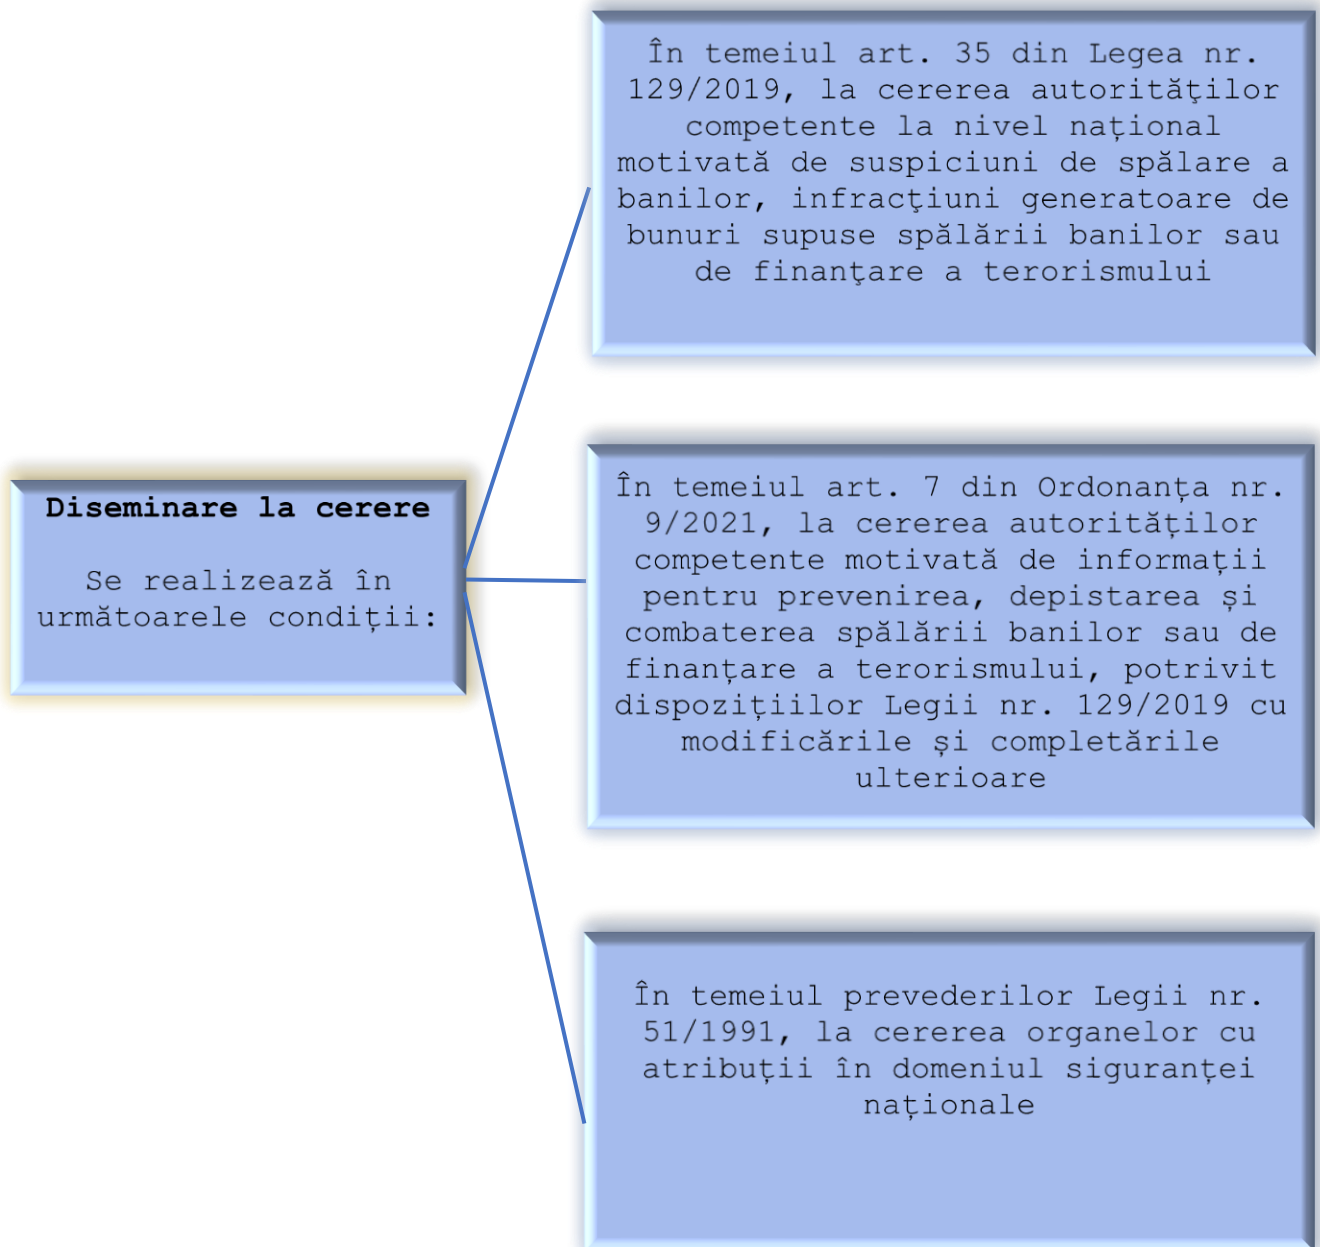 Diseminare la cerere
Se realizează în
următoarele condiții:
În temeiul art. 35 din Legea nr.
129/2019, la cererea autorităţilor
competente la nivel național
motivată de suspiciuni de spălare a
banilor, infracţiuni generatoare de
bunuri supuse spălării banilor sau
de finanţare a terorismului
În temeiul art. 7 din Ordonanța nr.
9/2021, la cererea autorităților
competente motivată de informații
pentru prevenirea, depistarea și
combaterea spălării banilor sau de
finanțare a terorismului, potrivit
dispozițiilor Legii nr. 129/2019 cu
modificările și completările
ulterioare
În temeiul prevederilor Legii nr.
51/1991, la cererea organelor cu
atribuții în domeniul siguranței
naționale